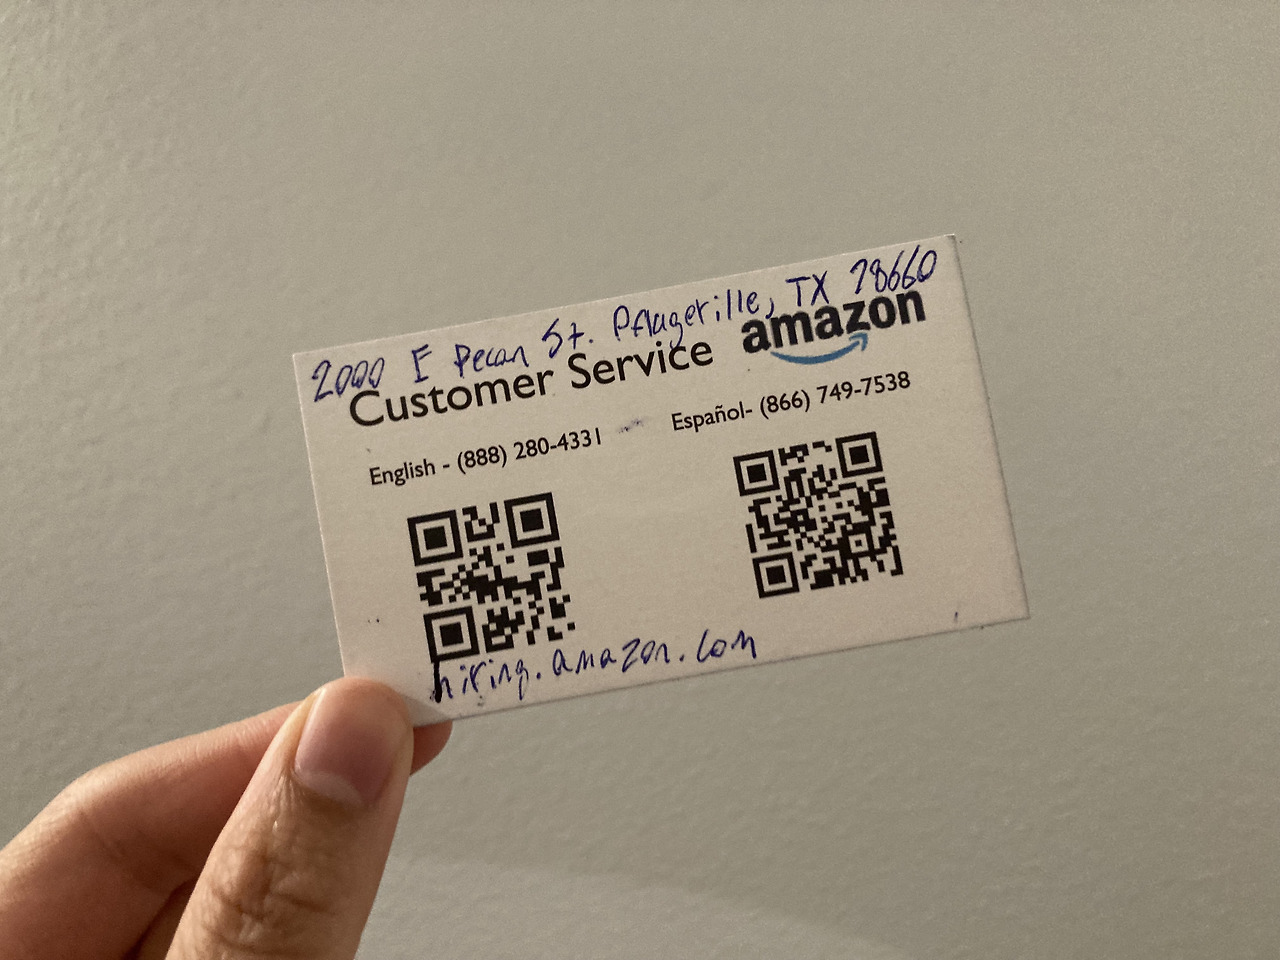 2000 E Pecan St. Pflugerville, TX 78660
Customer Service amazon
English - (888) 280-4331
Español- (866) 749-7538
hiring.amazon.com